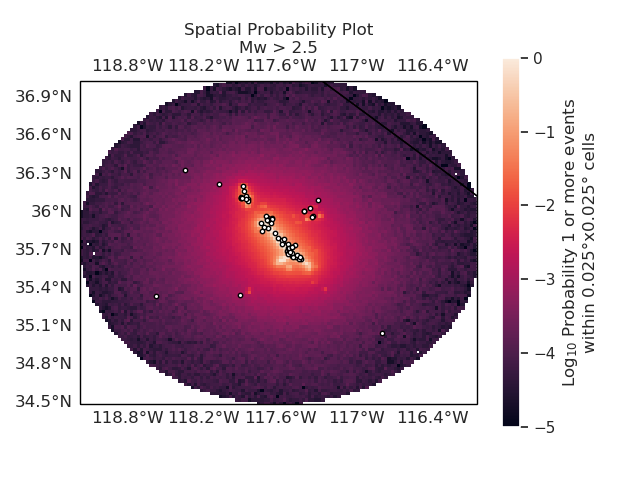 Spatial Probability Plot
Mw > 2.5
118.8°W 118.2°W 117.6°W 117°W 116.4°W
36.9°N
36.6°N
36.3°N
36°N
35.7°N
35.4°N
35.1°N
34.8°N
34.5°N
118.8°W 118.2°W 117.6°W 117°W 116.4°W
0
−1
−2
−3
−4
−5
Log₁₀ Probability 1 or more events
within 0.025°x0.025° cells